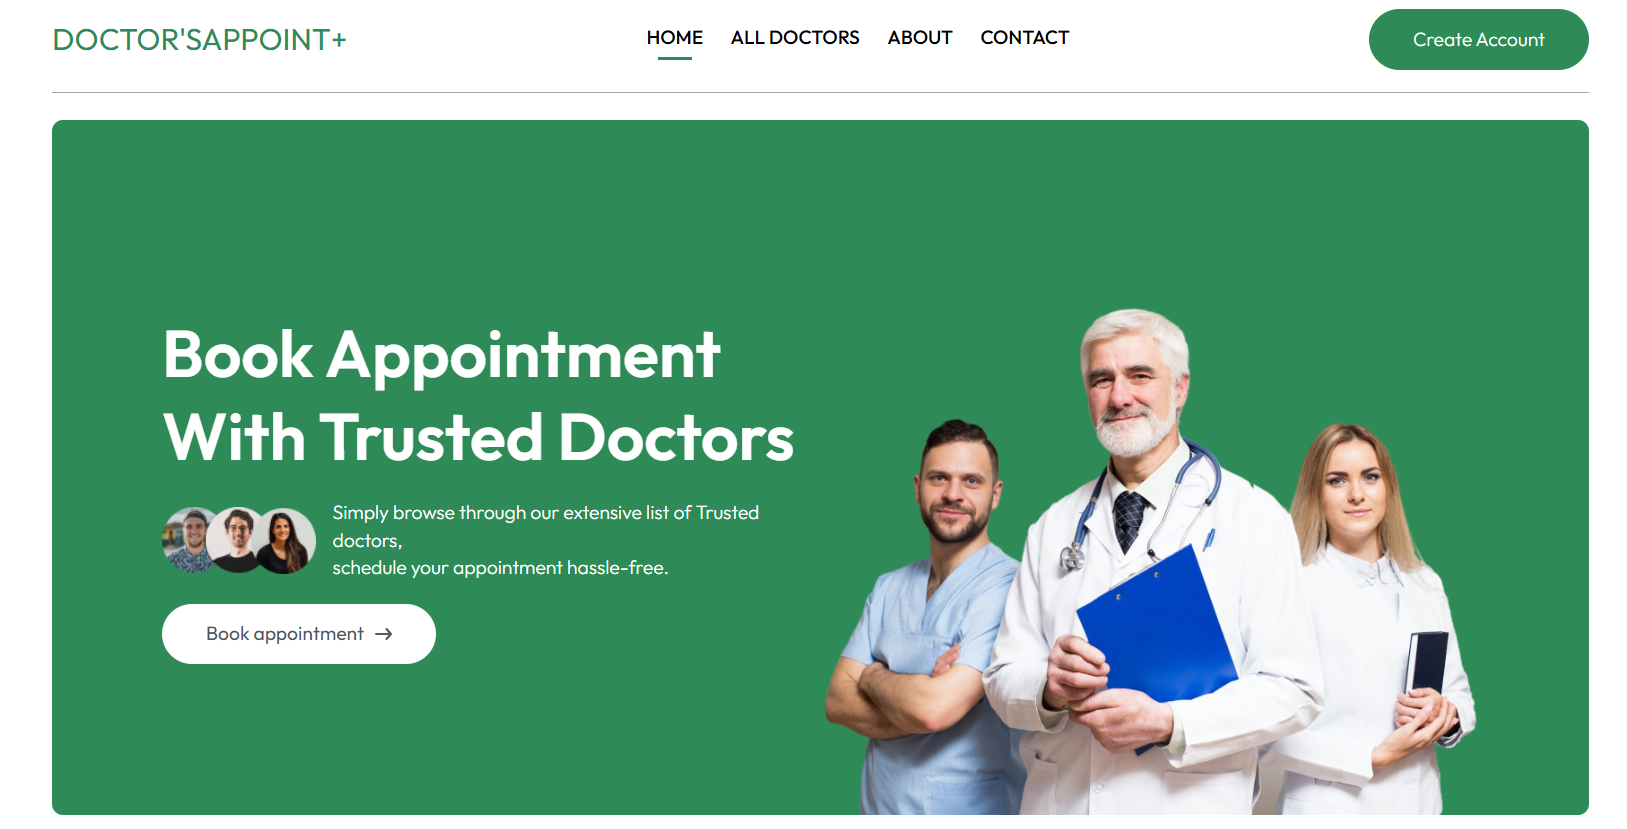 DOCTOR'SAPPOINT+
HOME
ALL DOCTORS
ABOUT
CONTACT
Create Account
Book Appointment
With Trusted Doctors
Simply browse through our extensive list of Trusted
doctors,
schedule your appointment hassle-free.
Book appointment →